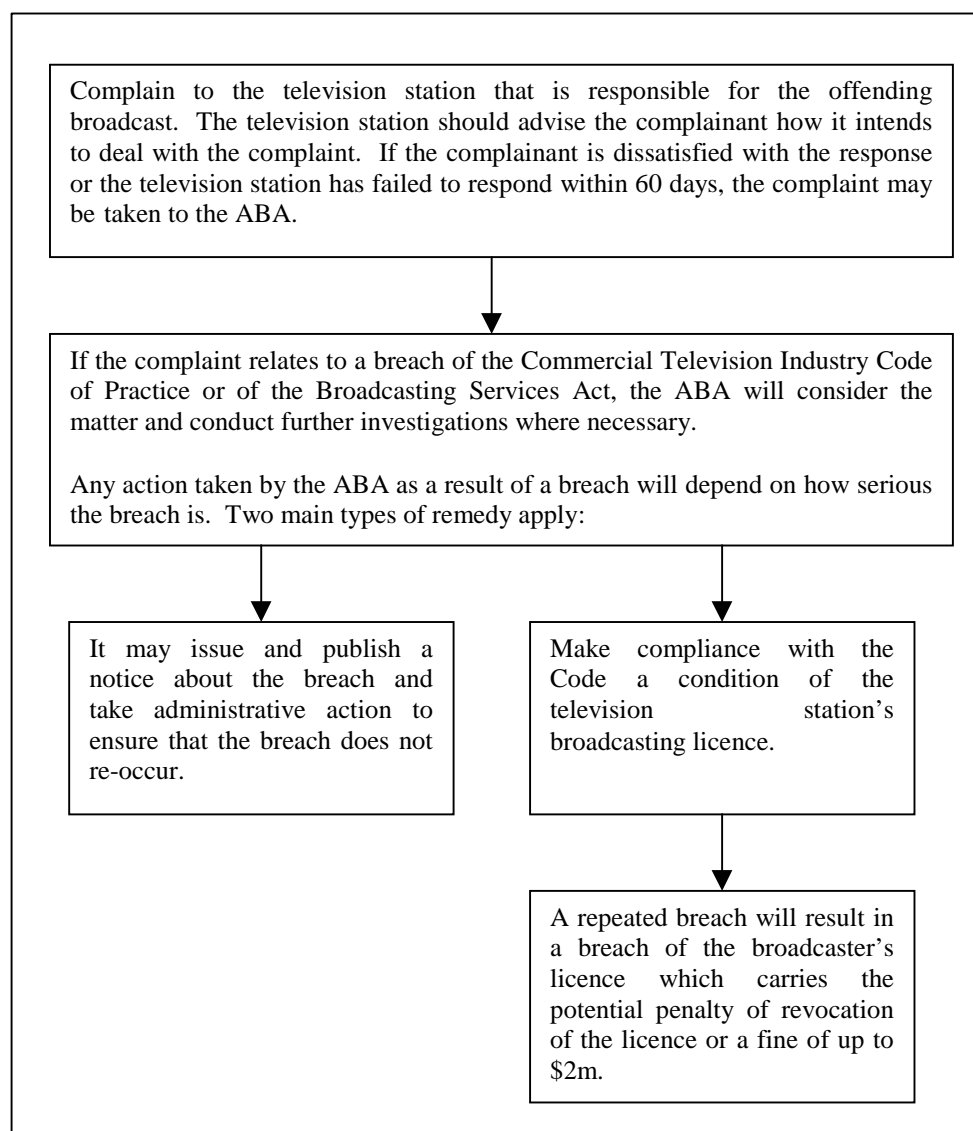 Complain to the television station that is responsible for the offending
broadcast. The television station should advise the complainant how it intends
to deal with the complaint. If the complainant is dissatisfied with the response
or the television station has failed to respond within 60 days, the complaint may
be taken to the ABA.
If the complaint relates to a breach of the Commercial Television Industry Code
of Practice or of the Broadcasting Services Act, the ABA will consider the
matter and conduct further investigations where necessary.
Any action taken by the ABA as a result of a breach will depend on how serious
the breach is. Two main types of remedy apply:
It may issue and publish a
notice about the breach and
take administrative action to
ensure that the breach does not
re-occur.
Make compliance with the
Code a condition of the
television station's
broadcasting licence.
A repeated breach will result in
a breach of the broadcaster's
licence which carries the
potential penalty of revocation
of the licence or a fine of up to
$2m.